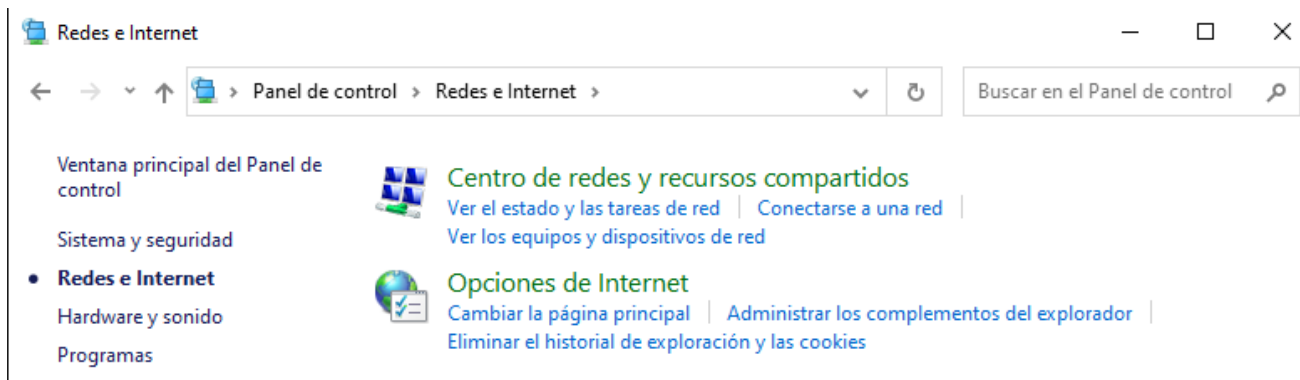 Redes e Internet
Panel de control > Redes e Internet >
Buscar en el Panel de control
Ventana principal del Panel de
control
Sistema y seguridad
Redes e Internet
Hardware y sonido
Programas
Centro de redes y recursos compartidos
Ver el estado y las tareas de red | Conectarse a una red |
Ver los equipos y dispositivos de red
Opciones de Internet
Cambiar la página principal | Administrar los complementos del explorador |
Eliminar el historial de exploración y las cookies